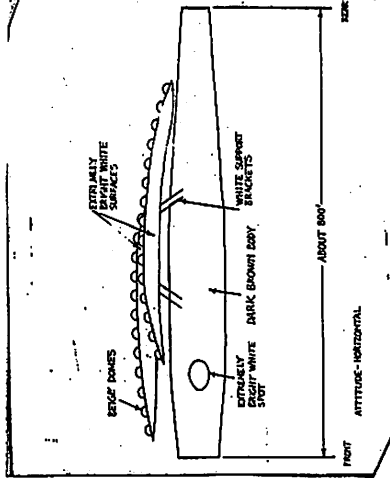 EXTREMELY
BRIGHT WHITE
SURFACES
BEIGE DOMES
WHITE SUPPORT
BRACKETS
DARK BROWN BODY
EXTREMELY
BRIGHT WHITE
SPOT
ABOUT 800'
FRONT
REAR
ATTITUDE-HORIZONTAL